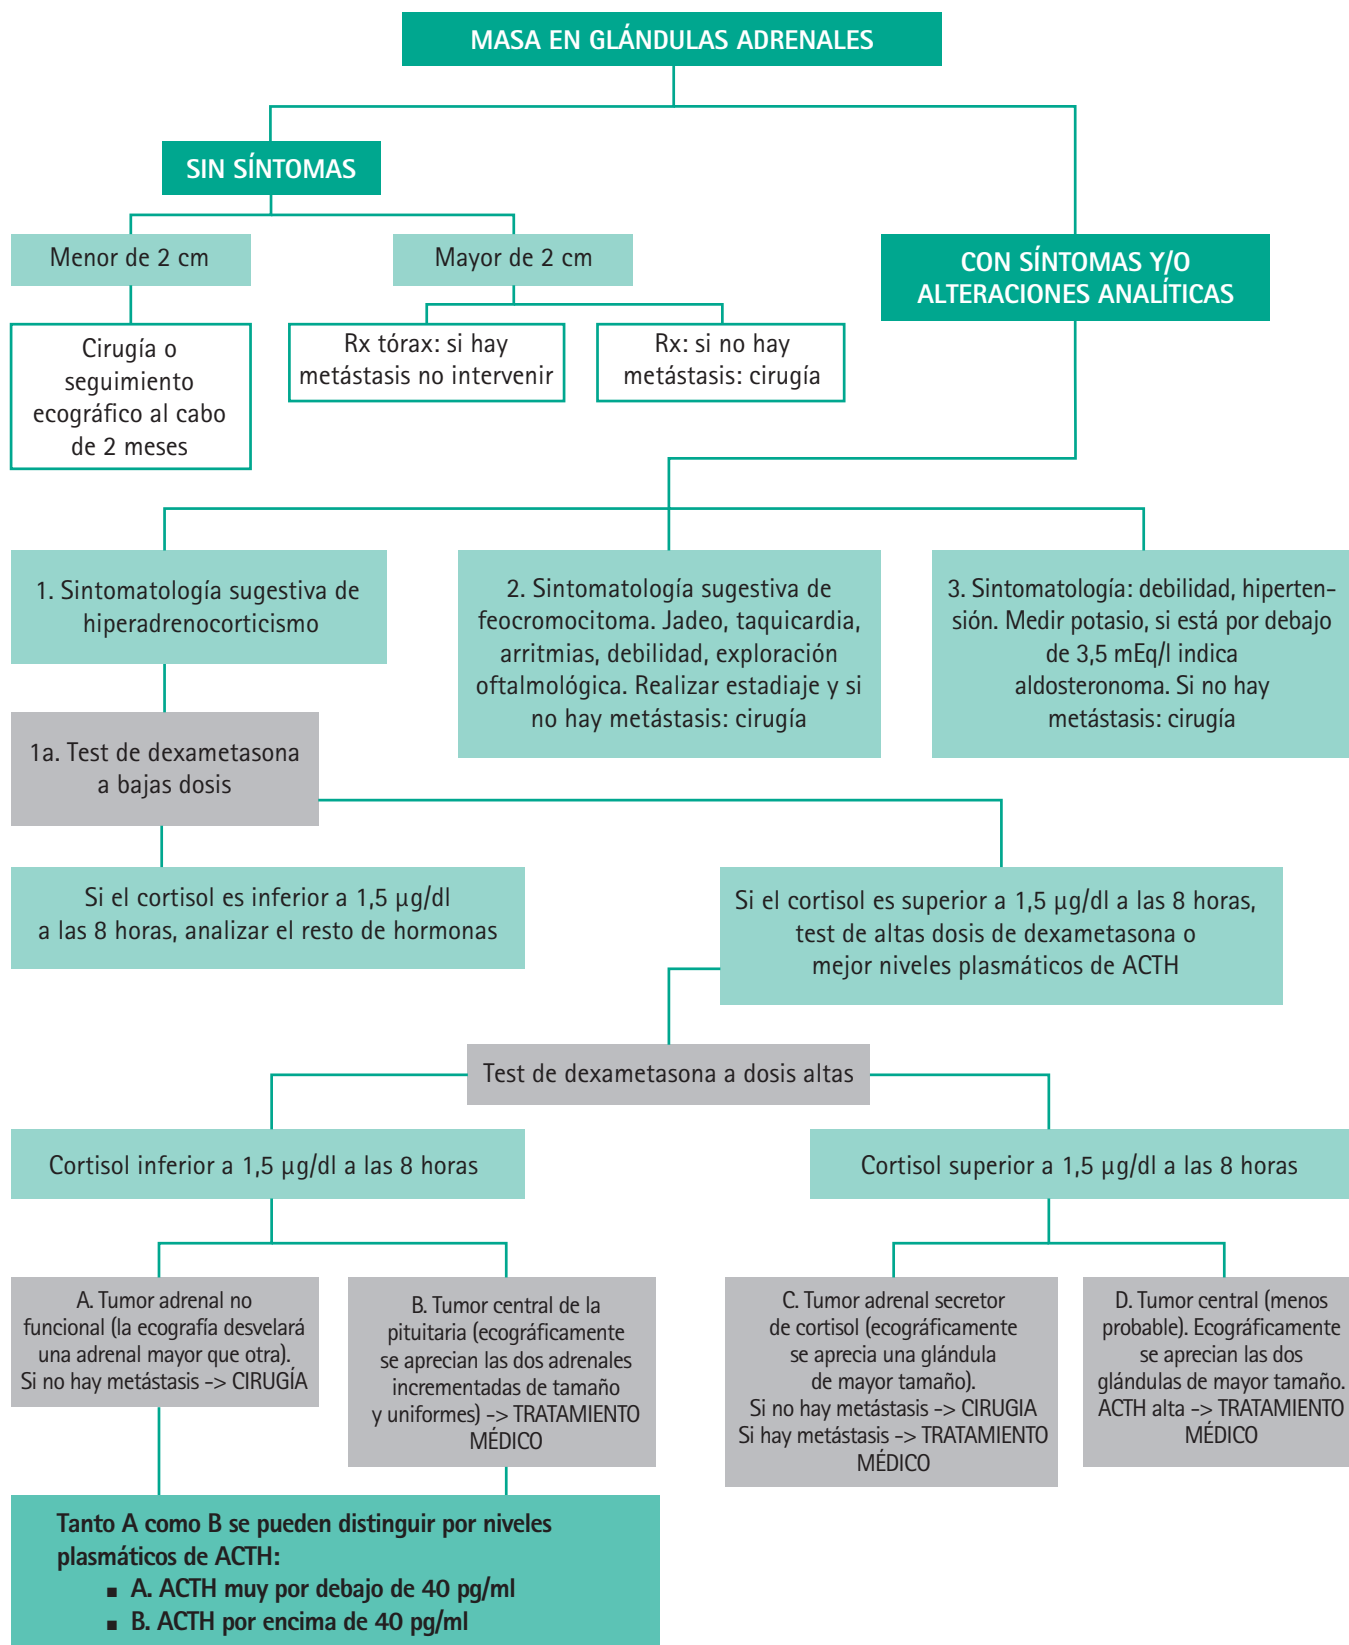 MASA EN GLÁNDULAS ADRENALES
SIN SÍNTOMAS
Menor de 2 cm
Mayor de 2 cm
CON SÍNTOMAS Y/O
ALTERACIONES ANALÍTICAS
Cirugía o
seguimiento
ecográfico al cabo
de 2 meses
Rx tórax: si hay
metástasis no intervenir
Rx: si no hay
metástasis: cirugía
1. Sintomatología sugestiva de
hiperadrenocorticismo
2. Sintomatología sugestiva de
feocromocitoma. Jadeo, taquicardia,
arritmias, debilidad, exploración
oftalmológica. Realizar estadiaje y si
no hay metástasis: cirugía
3. Sintomatología: debilidad, hiperten-
sión. Medir potasio, si está por debajo
de 3,5 mEq/l indica
aldosteronoma. Si no hay
metástasis: cirugía
1a. Test de dexametasona
a bajas dosis
Si el cortisol es inferior a 1,5 µg/dl
a las 8 horas, analizar el resto de hormonas
Si el cortisol es superior a 1,5 µg/dl a las 8 horas,
test de altas dosis de dexametasona o
mejor niveles plasmáticos de ACTH
Test de dexametasona a dosis altas
Cortisol inferior a 1,5 µg/dl a las 8 horas
Cortisol superior a 1,5 µg/dl a las 8 horas
A. Tumor adrenal no
funcional (la ecografía desvelará
una adrenal mayor que otra).
Si no hay metástasis -> CIRUGÍA
B. Tumor central de la
pituitaria (ecográficamente
se aprecian las dos adrenales
incrementadas de tamaño
y uniformes) -> TRATAMIENTO
MÉDICO
C. Tumor adrenal secretor
de cortisol (ecográficamente
se aprecia una glándula
de mayor tamaño).
Si no hay metástasis -> CIRUGIA
Si hay metástasis -> TRATAMIENTO
MÉDICO
D. Tumor central (menos
probable). Ecográficamente
se aprecian las dos
glándulas de mayor tamaño.
ACTH alta -> TRATAMIENTO
MÉDICO
Tanto A como B se pueden distinguir por niveles
plasmáticos de ACTH:
▪ A. ACTH muy por debajo de 40 pg/ml
▪ B. ACTH por encima de 40 pg/ml